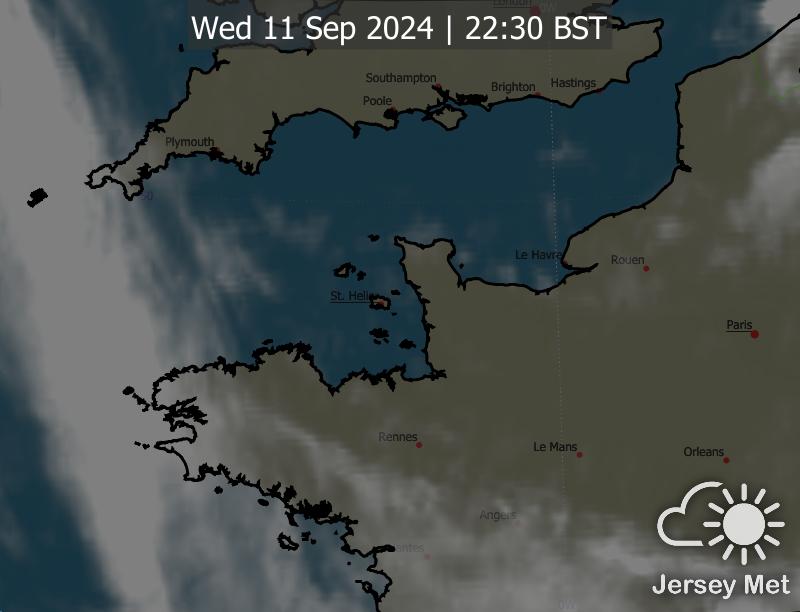 London
Wed 11 Sep 2024 | 22:30 BST
Southampton
Brighton
Hastings
Poole
Plymouth
50
Le Havre
Rouen
St. Helier
Paris
Rennes
Le Mans
Orleans
Angers
Jersey Met